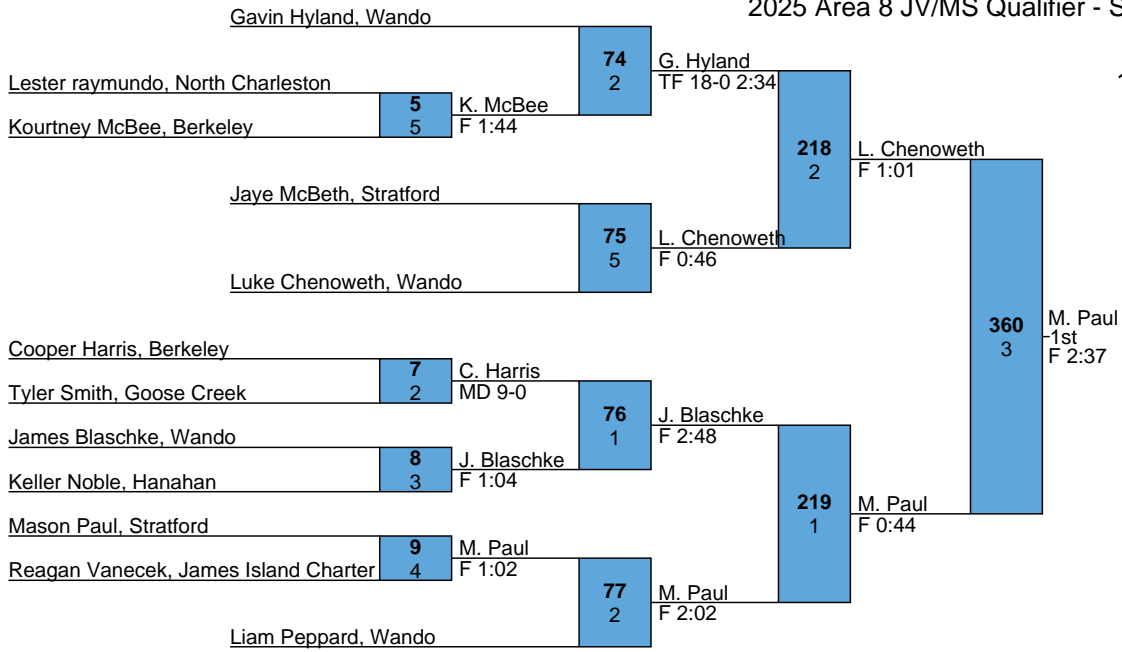 2025 Area 8 JV/MS Qualifier - S
Gavin Hyland, Wando
74
2
G. Hyland
TF 18-0 2:34
Lester raymundo, North Charleston
5
5
K. McBee
F 1:44
Kourtney McBee, Berkeley
218
2
L. Chenoweth
F 1:01
Jaye McBeth, Stratford
75
5
L. Chenoweth
F 0:46
Luke Chenoweth, Wando
360
3
M. Paul
1st
F 2:37
Cooper Harris, Berkeley
7
2
C. Harris
MD 9-0
Tyler Smith, Goose Creek
76
1
J. Blaschke
F 2:48
James Blaschke, Wando
8
3
J. Blaschke
F 1:04
Keller Noble, Hanahan
219
1
M. Paul
F 0:44
Mason Paul, Stratford
9
4
M. Paul
F 1:02
Reagan Vanecek, James Island Charter
77
2
M. Paul
F 2:02
Liam Peppard, Wando